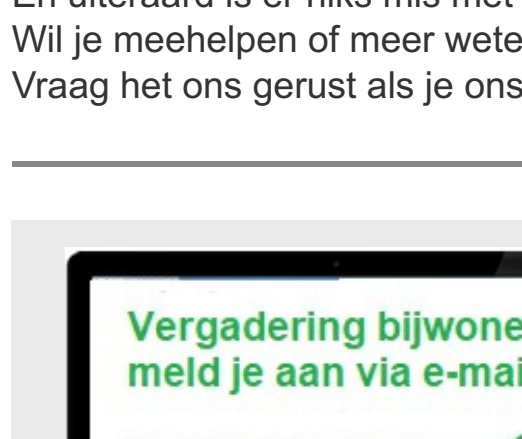 En uiteraard is er niks mis met
Wil je meehelpen of meer wete
Vraag het ons gerust als je ons
Vergadering bijwone
meld je aan via e-mai